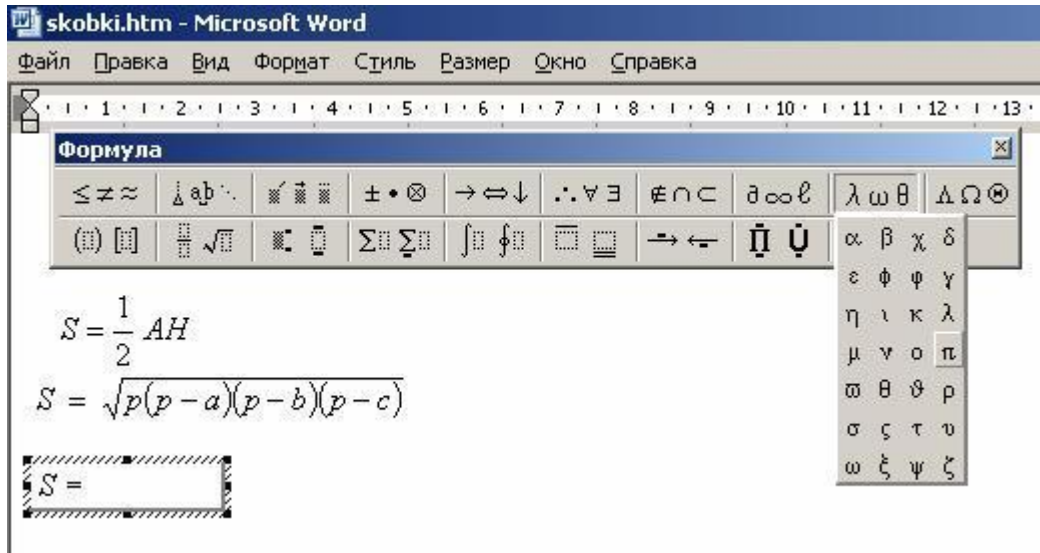 skobki.htm - Microsoft Word
Файл Правка Вид Формат Стиль Размер Окно Справка
1 2 3 4 5 6 7 8 9 10 11 12 13
Формула
≤≠≈ ạḅ⋱ ±•⊗ →⇔↓ ∴∀∃ ∉∩⊂ ∂∞ℓ λωθ ΛΩΘ
(▒) [▒] √▒ Σ▒ Σ▒ ∫▒ ∮▒ Π Ụ
α β χ δ
ε ϕ φ γ
η ι κ λ
μ ν ο π
ϖ θ ϑ ρ
σ ς τ υ
ω ξ ψ ζ
S = 1/2 AH
S = √p(p − a)(p − b)(p − c)
S =